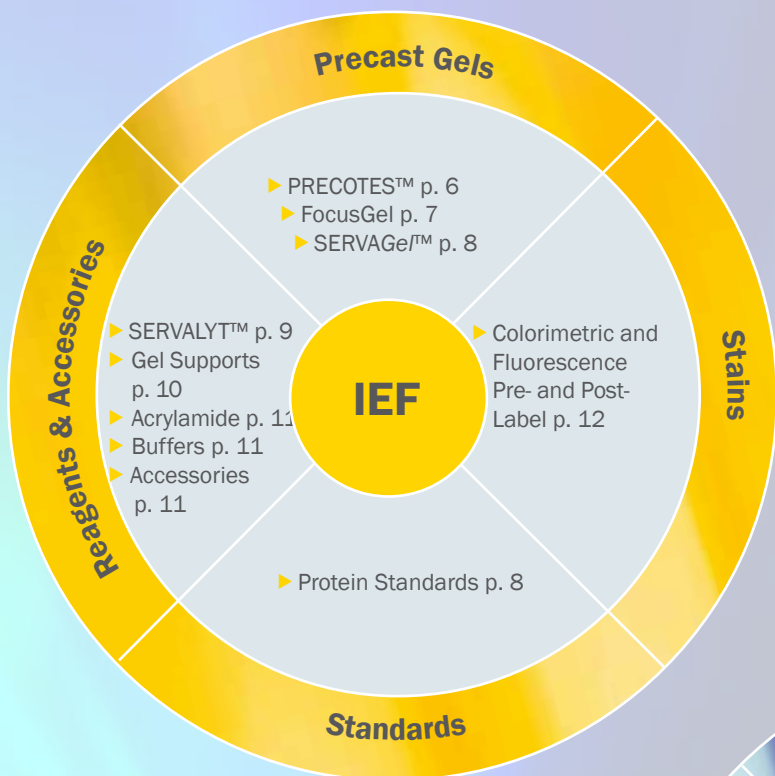 Precast Gels
▶ PRECOTES™ p. 6
▶ FocusGel p. 7
▶ SERVAGel™ p. 8
Reagents & Accessories
▶ SERVALYT™ p. 9
▶ Gel Supports
p. 10
▶ Acrylamide p. 11
▶ Buffers p. 11
▶ Accessories
p. 11
IEF
▶ Colorimetric and
Fluorescence
Pre- and Post-
Label p. 12
Stains
▶ Protein Standards p. 8
Standards